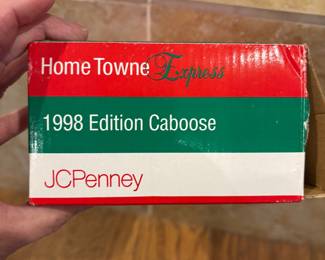 Home Towne Express
1998 Edition Caboose
JCPenney